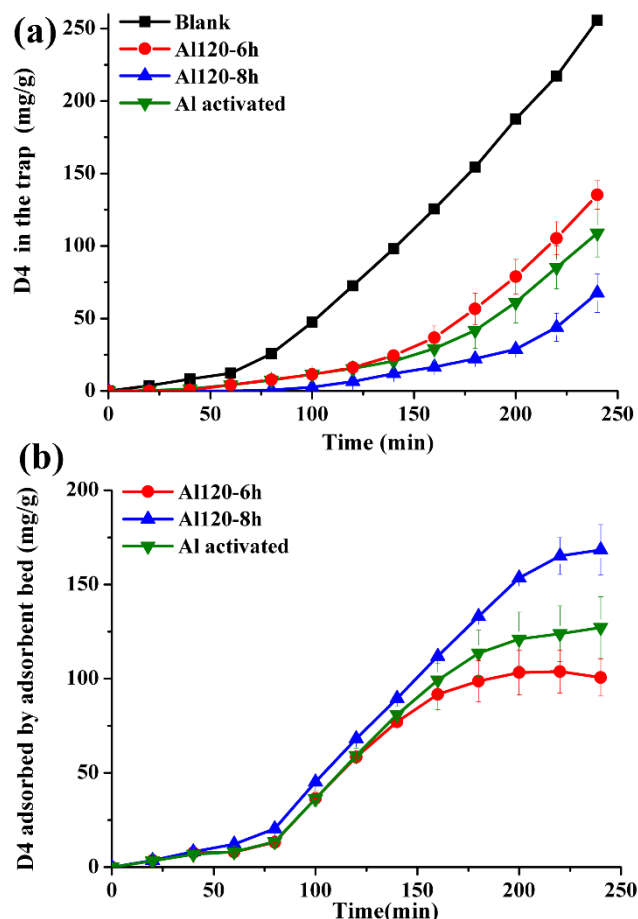 (a)
Blank
Al120-6h
Al120-8h
Al activated
D4 in the trap (mg/g)
250
200
150
100
50
0
0 50 100 150 200 250
Time (min)
(b)
Al120-6h
Al120-8h
Al activated
D4 adsorbed by adsorbent bed (mg/g)
200
150
100
50
0
0 50 100 150 200 250
Time(min)